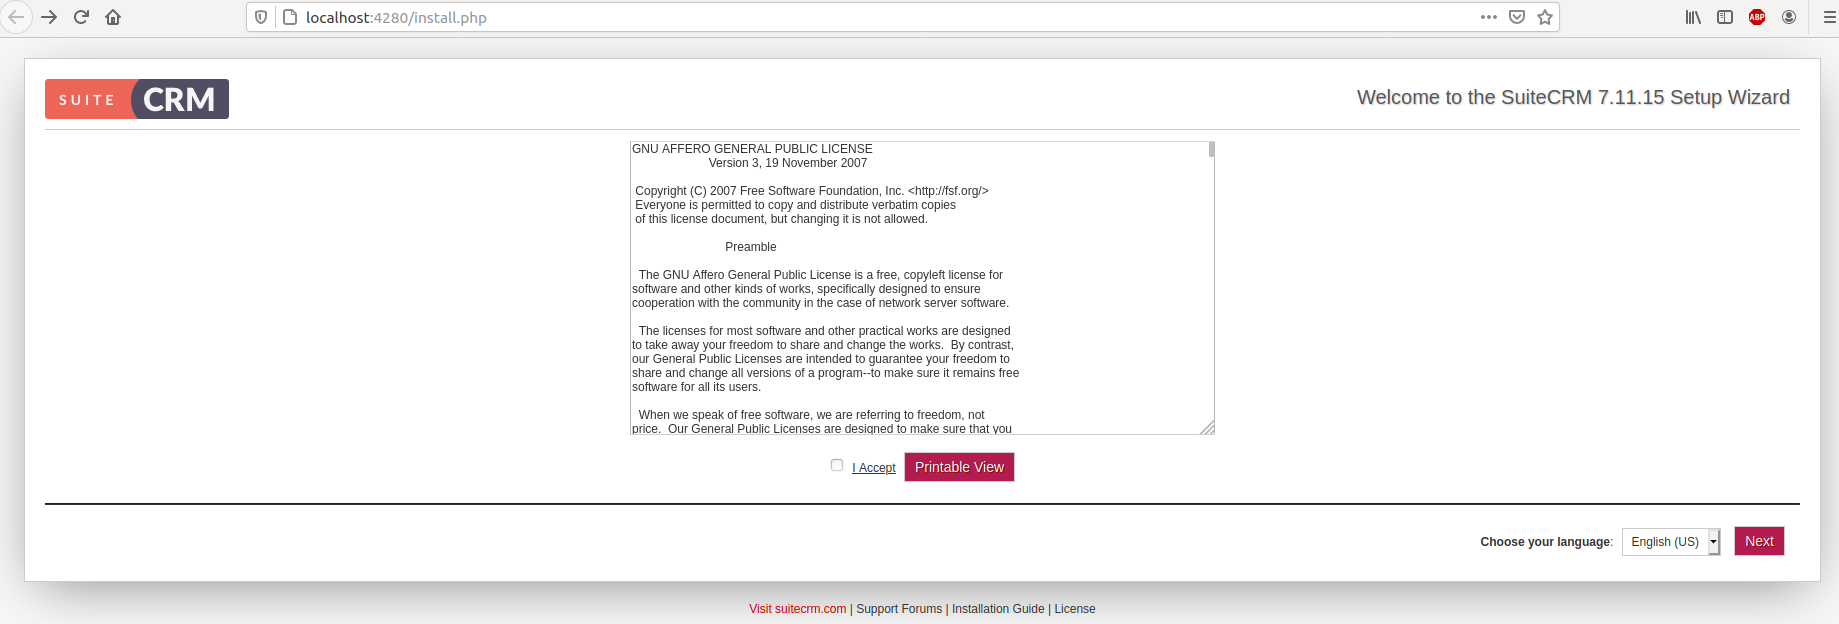 localhost:4280/install.php
ABP
SUITE CRM
Welcome to the SuiteCRM 7.11.15 Setup Wizard
GNU AFFERO GENERAL PUBLIC LICENSE
Version 3, 19 November 2007
Copyright (C) 2007 Free Software Foundation, Inc. <http://fsf.org/>
Everyone is permitted to copy and distribute verbatim copies
of this license document, but changing it is not allowed.
Preamble
The GNU Affero General Public License is a free, copyleft license for
software and other kinds of works, specifically designed to ensure
cooperation with the community in the case of network server software.
The licenses for most software and other practical works are designed
to take away your freedom to share and change the works.  By contrast,
our General Public Licenses are intended to guarantee your freedom to
share and change all versions of a program--to make sure it remains free
software for all its users.
When we speak of free software, we are referring to freedom, not
price.  Our General Public Licenses are designed to make sure that you
I Accept Printable View
Choose your language: English (US) Next
Visit suitecrm.com | Support Forums | Installation Guide | License